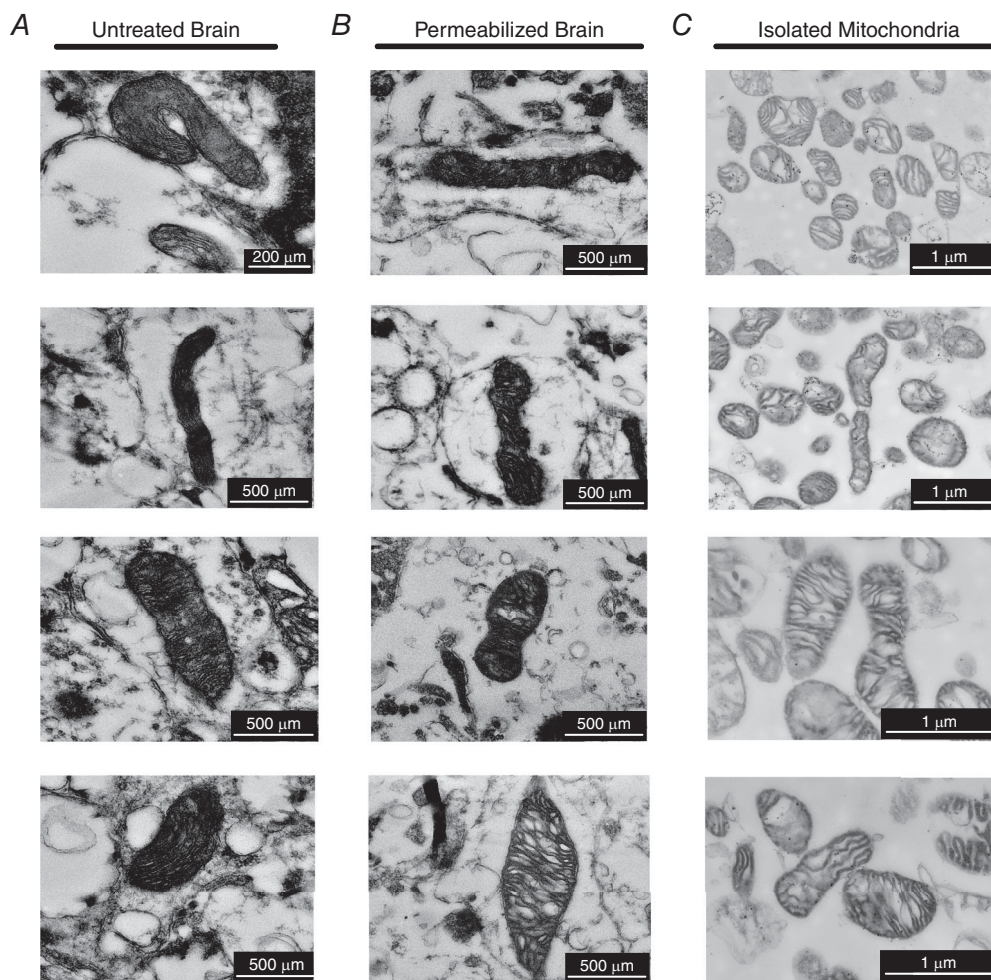 A Untreated Brain B Permeabilized Brain C Isolated Mitochondria
200 μm 500 μm 1 μm
500 μm 500 μm 1 μm
500 μm 500 μm 1 μm
500 μm 500 μm 1 μm